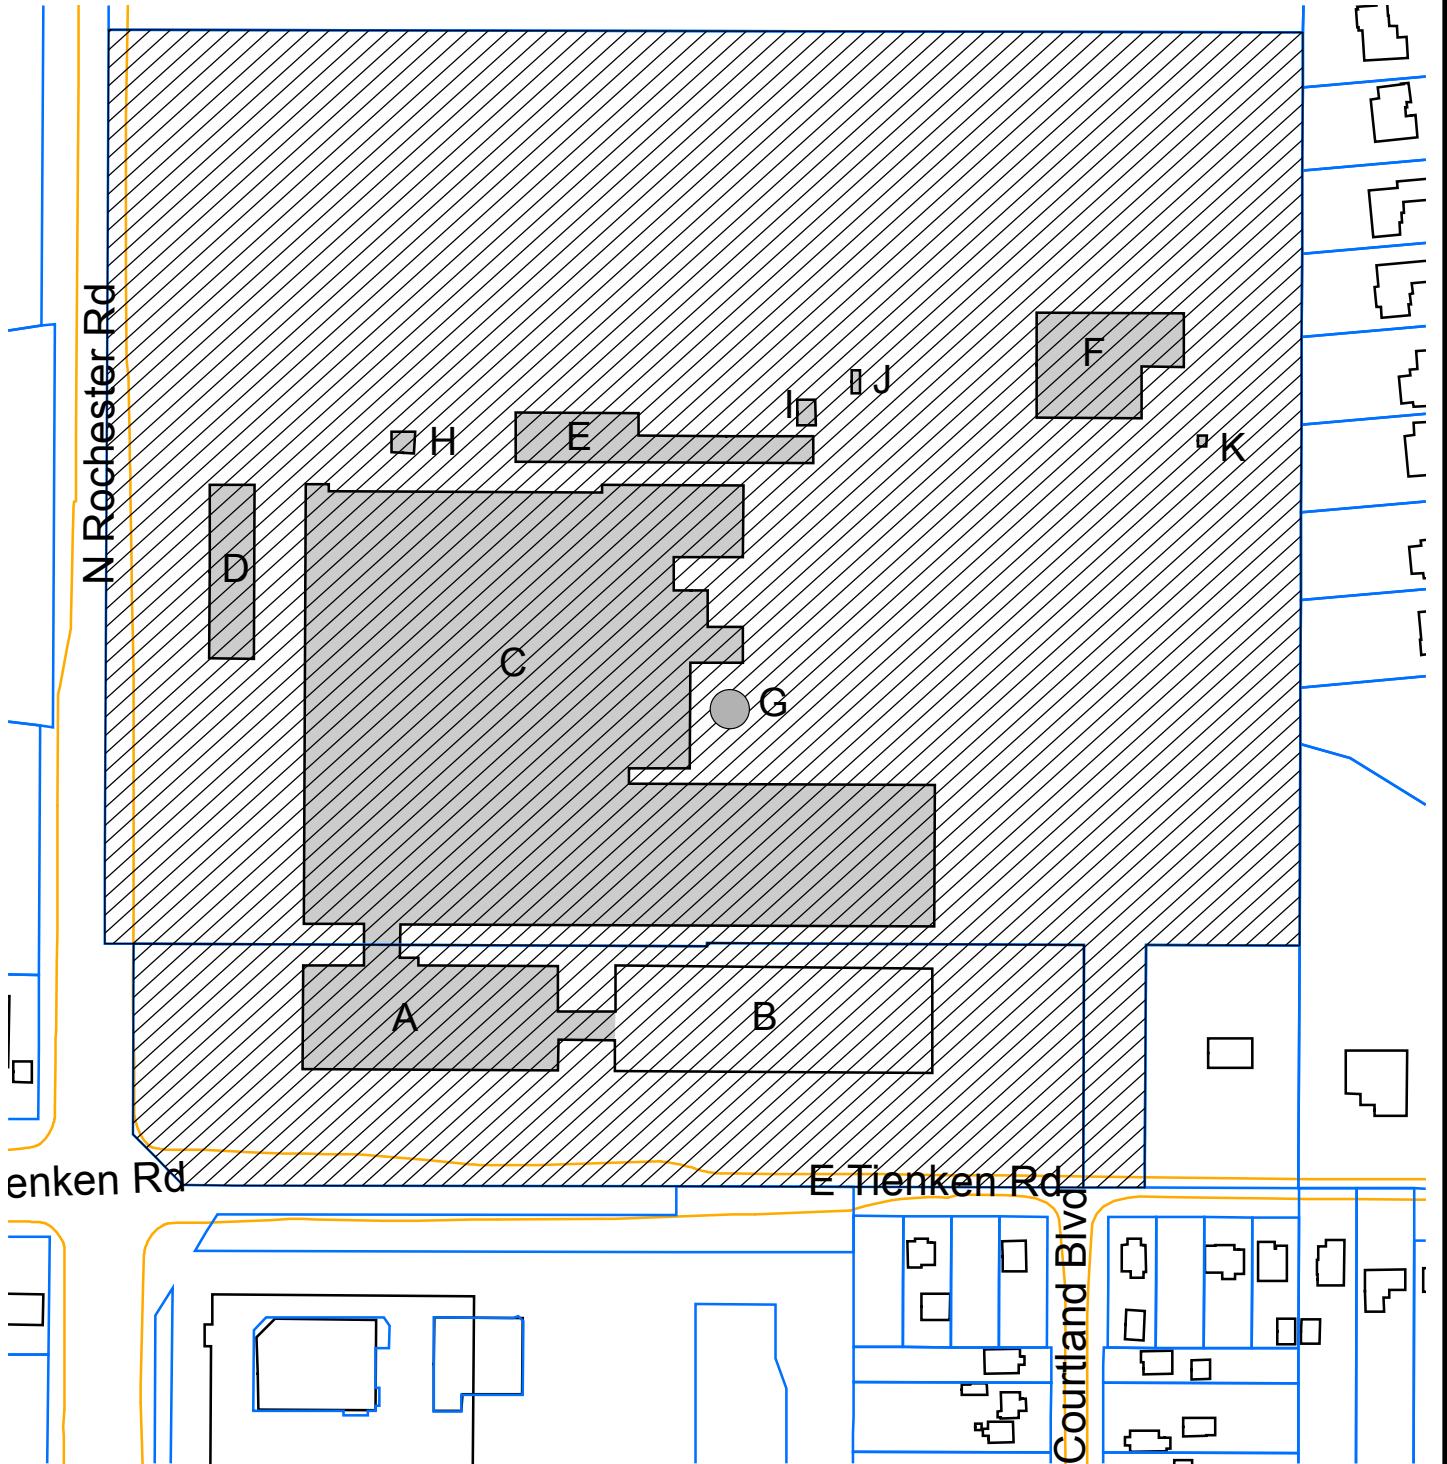 N Rochester Rd
F
J
I
H
E
K
D
C
G
A
B
enken Rd
E Tienken Rd
Courtland Blvd